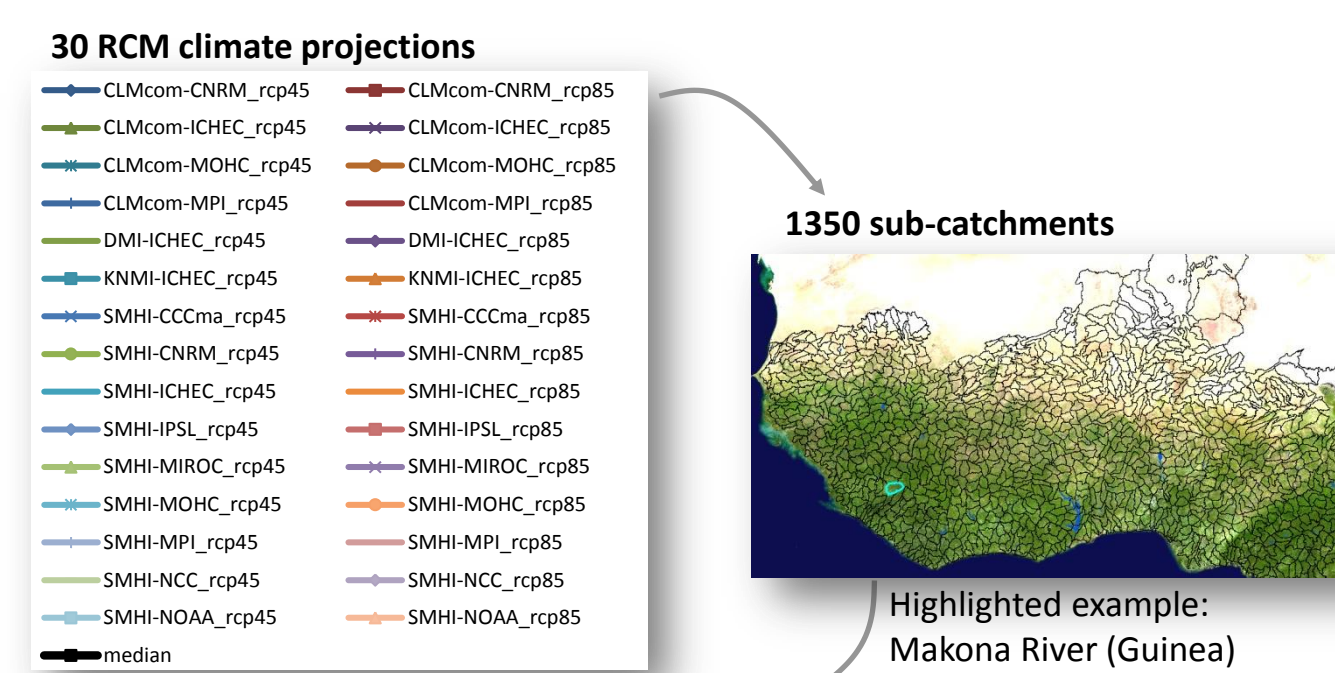 30 RCM climate projections
CLMcom-CNRM_rcp45 CLMcom-CNRM_rcp85
CLMcom-ICHEC_rcp45 CLMcom-ICHEC_rcp85
CLMcom-MOHC_rcp45 CLMcom-MOHC_rcp85
CLMcom-MPI_rcp45 CLMcom-MPI_rcp85
DMI-ICHEC_rcp45 DMI-ICHEC_rcp85
KNMI-ICHEC_rcp45 KNMI-ICHEC_rcp85
SMHI-CCCma_rcp45 SMHI-CCCma_rcp85
SMHI-CNRM_rcp45 SMHI-CNRM_rcp85
SMHI-ICHEC_rcp45 SMHI-ICHEC_rcp85
SMHI-IPSL_rcp45 SMHI-IPSL_rcp85
SMHI-MIROC_rcp45 SMHI-MIROC_rcp85
SMHI-MOHC_rcp45 SMHI-MOHC_rcp85
SMHI-MPI_rcp45 SMHI-MPI_rcp85
SMHI-NCC_rcp45 SMHI-NCC_rcp85
SMHI-NOAA_rcp45 SMHI-NOAA_rcp85
median
1350 sub-catchments
Highlighted example:
Makona River (Guinea)